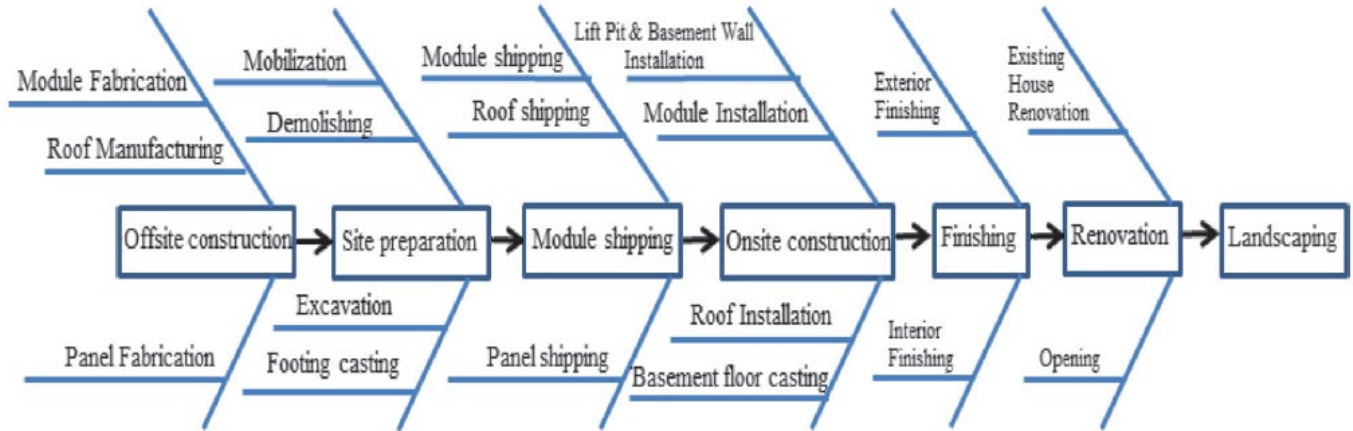 Module Fabrication
Roof Manufacturing
Mobilization
Demolishing
Module shipping
Roof shipping
Lift Pit & Basement Wall
Installation
Module Installation
Exterior
Finishing
Existing
House
Renovation
Offsite construction
Site preparation
Module shipping
Onsite construction
Finishing
Renovation
Landscaping
Panel Fabrication
Excavation
Footing casting
Panel shipping
Roof Installation
Basement floor casting
Interior
Finishing
Opening